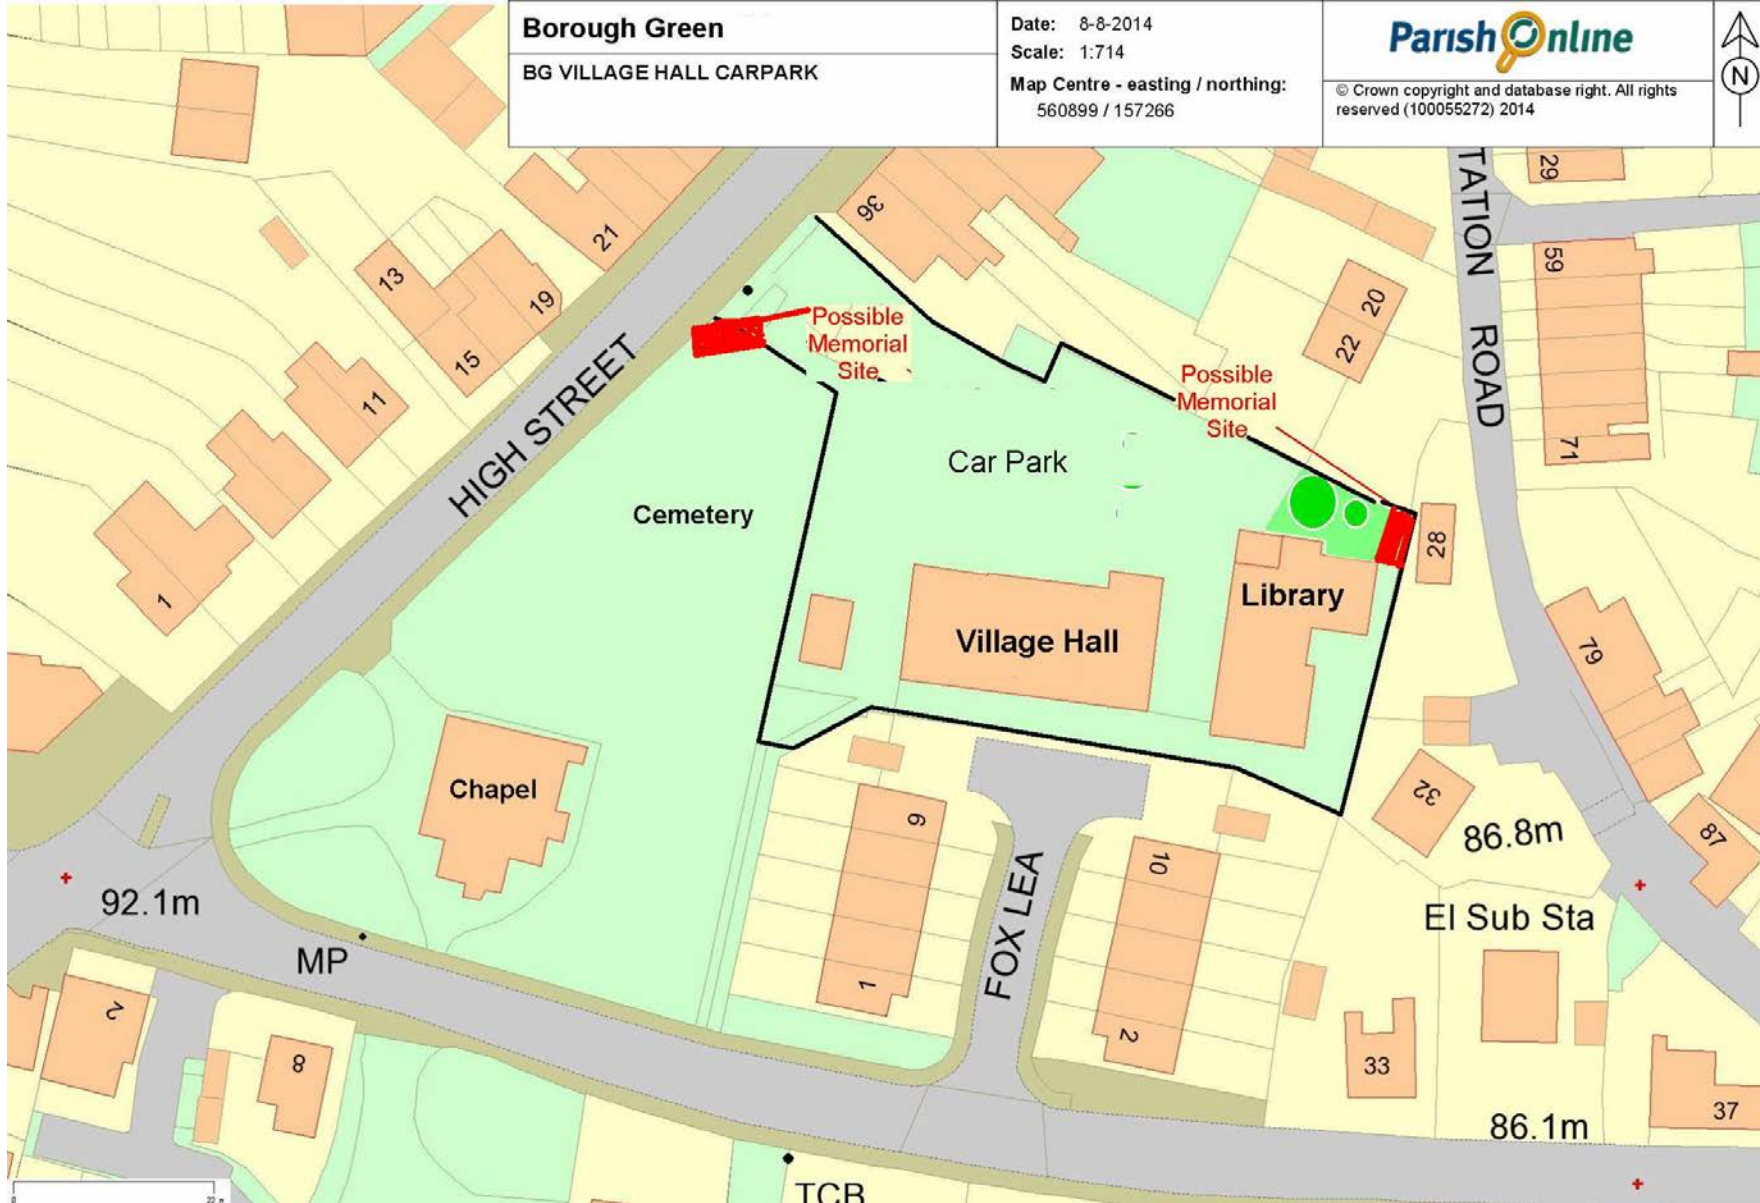 Borough Green
BG VILLAGE HALL CARPARK
Date: 8-8-2014
Scale: 1:714
Map Centre - easting / northing:
560899 / 157266
Parish Online
© Crown copyright and database right. All rights
reserved (100055272) 2014
N
TATION ROAD
29
59
71
79
87
36
21
13
19
15
11
1
HIGH STREET
Possible
Memorial
Site
20
22
Possible
Memorial
Site
Car Park
Cemetery
28
Library
Village Hall
Chapel
32
86.8m
6
10
92.1m
El Sub Sta
MP
FOX LEA
1
2
2
8
33
37
86.1m
TCB
0
22 m